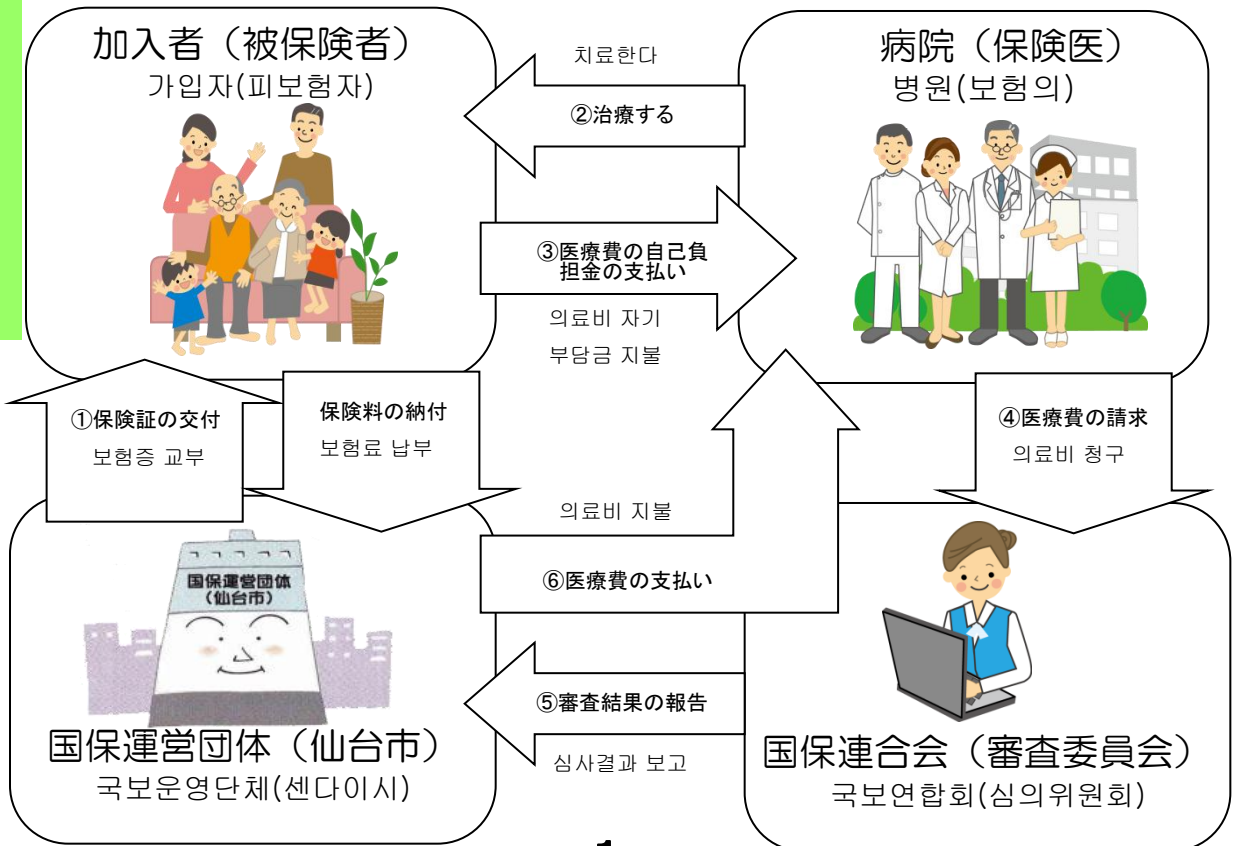 加入者（被保険者）
가입자(피보험자)
치료한다
②治療する
病院（保険医）
병원(보험의)
③医療費の自己負
担金の支払い
의료비 자기
부담금 지불
①保険証の交付
보험증 교부
保険料の納付
보험료 납부
④医療費の請求
의료비 청구
의료비 지불
⑥医療費の支払い
国保運営団体
（仙台市）
⑤審査結果の報告
심사결과 보고
国保運営団体（仙台市）
국보운영단체(센다이시)
国保連合会（審査委員会）
국보연합회(심의위원회)